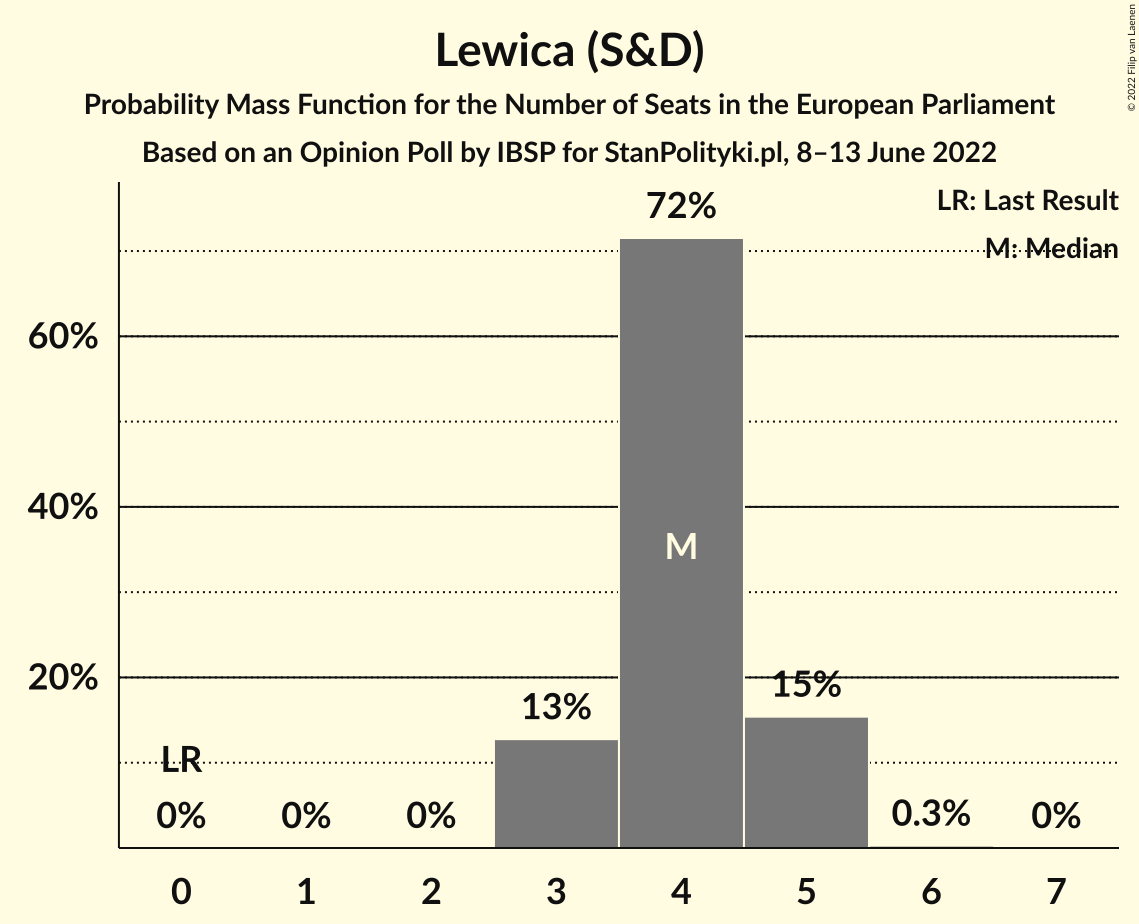 Lewica (S&D)
Probability Mass Function for the Number of Seats in the European Parliament
Based on an Opinion Poll by IBSP for StanPolityki.pl, 8–13 June 2022
© 2022 Filip van Laenen
LR: Last Result
M: Median
72%
60%
40%
M
20%
15%
13%
LR
0%
0%
0%
0.3%
0%
0
1
2
3
4
5
6
7